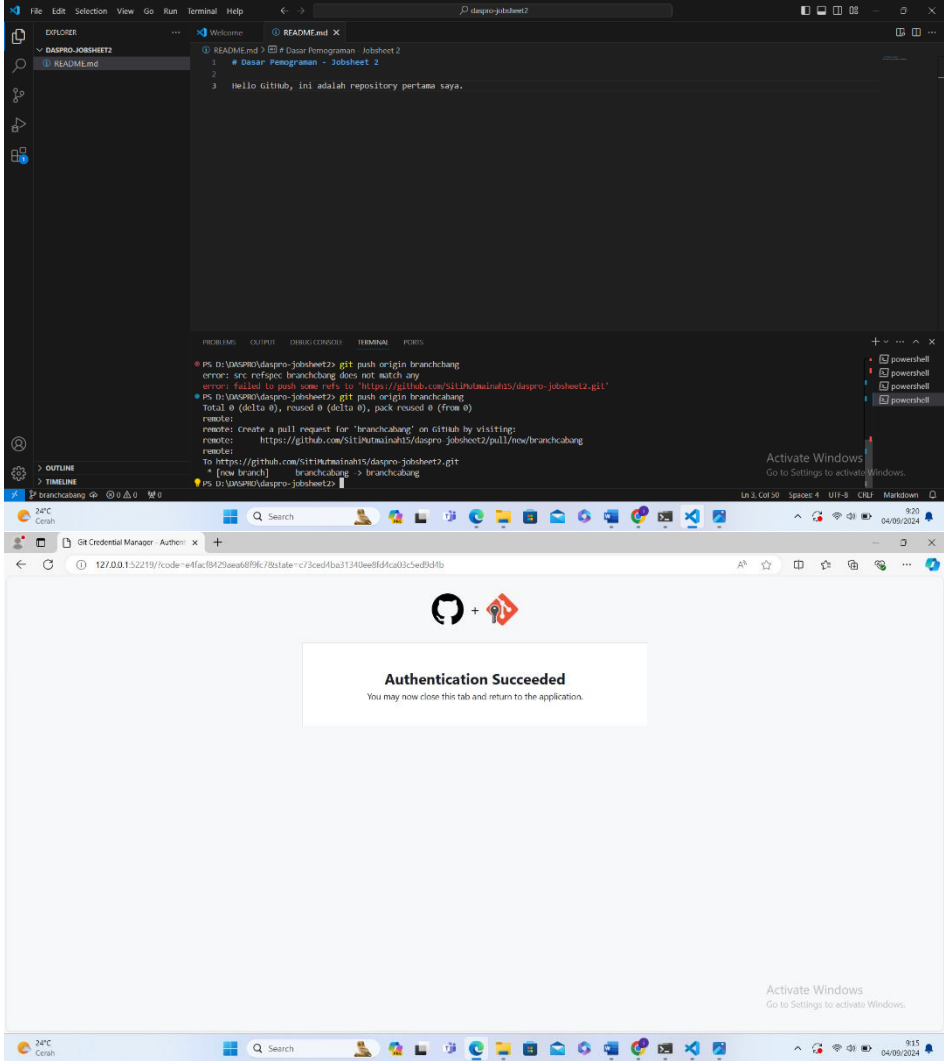 File Edit Selection View Go Run Terminal Help
daspro-jobsheet2
EXPLORER
Welcome
README.md
DASPRO-JOBSHEET2
README.md
README.md > # Dasar Pemograman - Jobsheet 2
1 # Dasar Pemograman - Jobsheet 2
2
3 Hello GitHub, ini adalah repository pertama saya.
1
PROBLEMS OUTPUT DEBUG CONSOLE TERMINAL PORTS
PS D:\DASPRO\daspro-jobsheet2> git push origin branchcbang
error: src refspec branchcbang does not match any
error: failed to push some refs to 'https://github.com/SitiMutmainah15/daspro-jobsheet2.git'
PS D:\DASPRO\daspro-jobsheet2> git push origin branchcabang
Total 0 (delta 0), reused 0 (delta 0), pack-reused 0 (from 0)
remote:
remote: Create a pull request for 'branchcabang' on GitHub by visiting:
remote: https://github.com/SitiMutmainah15/daspro-jobsheet2/pull/new/branchcabang
remote:
To https://github.com/SitiMutmainah15/daspro-jobsheet2.git
* [new branch] branchcabang -> branchcabang
PS D:\DASPRO\daspro-jobsheet2>
powershell
powershell
powershell
powershell
Activate Windows
Go to Settings to activate Windows.
OUTLINE
TIMELINE
branchcabang 0 0 0
Ln 3, Col 50 Spaces: 4 UTF-8 CRLF Markdown
24°C
Cerah
Search
9:20
04/09/2024
Git Credential Manager - Authent
127.0.0.1:52219/?code=e4facf8429aea68f9fc7&state=c73ced4ba31340ee8fd4ca03c5ed9d4b
+
Authentication Succeeded
You may now close this tab and return to the application.
Activate Windows
Go to Settings to activate Windows.
24°C
Cerah
Search
9:15
04/09/2024